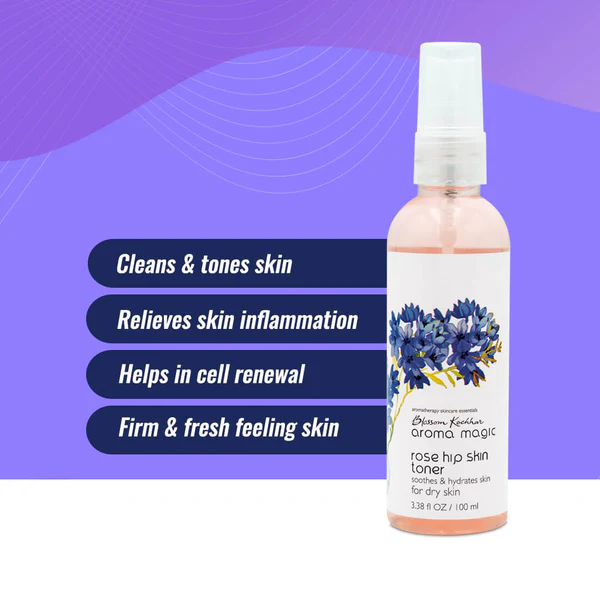 Cleans & tones skin
Relieves skin inflammation
Helps in cell renewal
Firm & fresh feeling skin
aromatherapy skincare essentials
Blossom Kochhar
aroma magic
rose hip skin
toner
soothes & hydrates skin
for dry skin
3.38 fl OZ / 100 ml